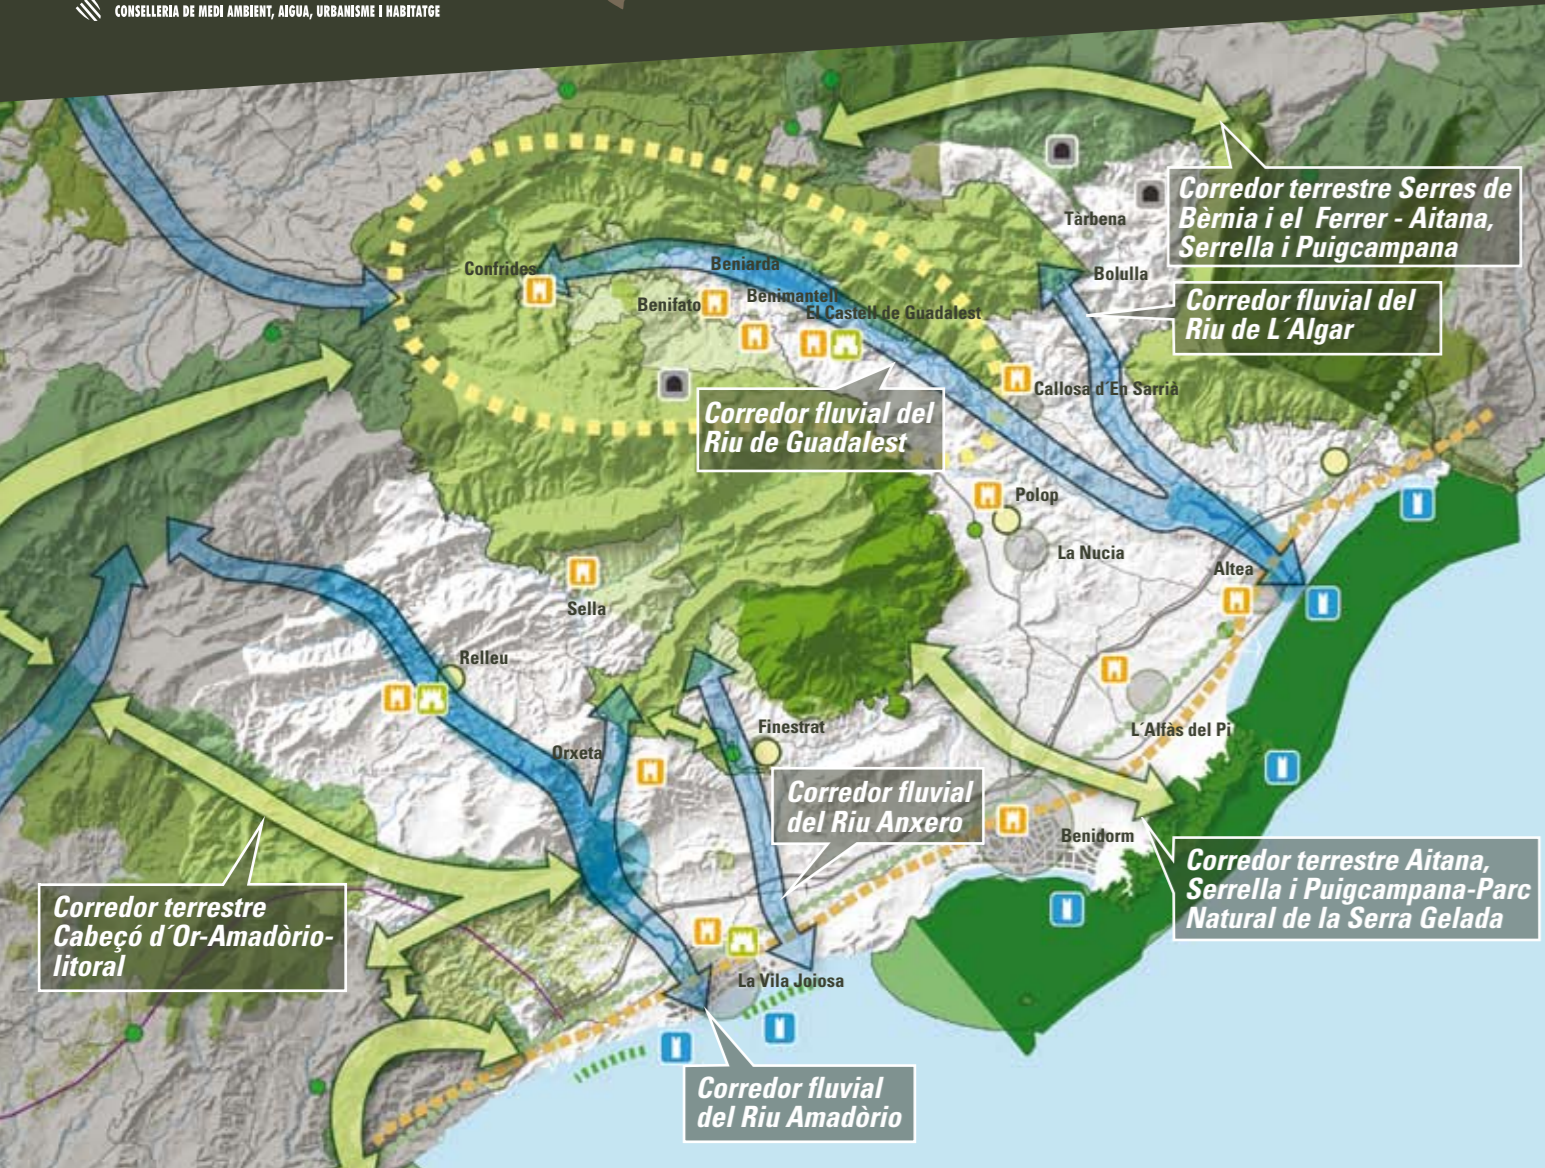 CONSELLERIA DE MEDI AMBIENT, AIGUA, URBANISME I HABITATGE
Corredor terrestre Serres de
Bèrnia i el Ferrer - Aitana,
Serrella i Puigcampana
Tàrbena
Bolulla
Corredor fluvial del
Riu de L´Algar
Confrides
Beniardà
Benifato
Benimantell
El Castell de Guadalest
Callosa d´En Sarrià
Corredor fluvial del
Riu de Guadalest
Polop
La Nucia
Altea
Sella
Relleu
Orxeta
Finestrat
L´Alfàs del Pi
Corredor fluvial
del Riu Anxero
Benidorm
Corredor terrestre Aitana,
Serrella i Puigcampana-Parc
Natural de la Serra Gelada
Corredor terrestre
Cabeçó d´Or-Amadòrio-
litoral
La Vila Joiosa
Corredor fluvial
del Riu Amadòrio